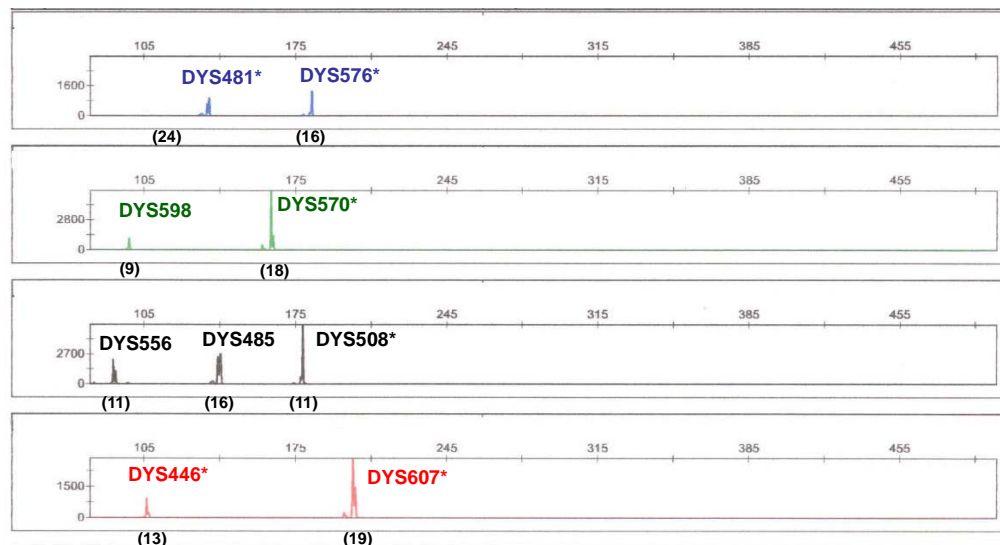 105 175 245 315 385 455
DYS481* DYS576*
1600
0
(24) (16)
105 175 245 315 385 455
DYS598 DYS570*
2800
0
(9) (18)
105 175 245 315 385 455
DYS556 DYS485 DYS508*
2700
0
(11) (16) (11)
105 175 245 315 385 455
DYS446* DYS607*
1500
0
(13) (19)